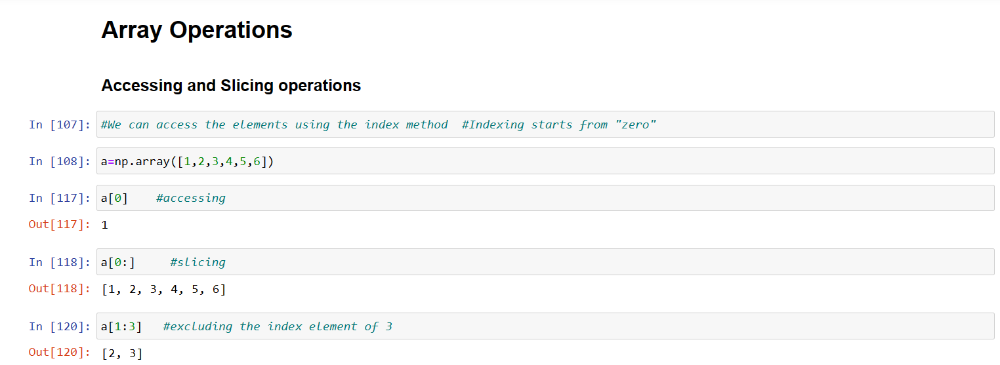 Array Operations
Accessing and Slicing operations
In [107]: #We can access the elements using the index method  #Indexing starts from "zero"
In [108]: a=np.array([1,2,3,4,5,6])
In [117]: a[0]    #accessing
Out[117]: 1
In [118]: a[0:]     #slicing
Out[118]: [1, 2, 3, 4, 5, 6]
In [120]: a[1:3]   #excluding the index element of 3
Out[120]: [2, 3]